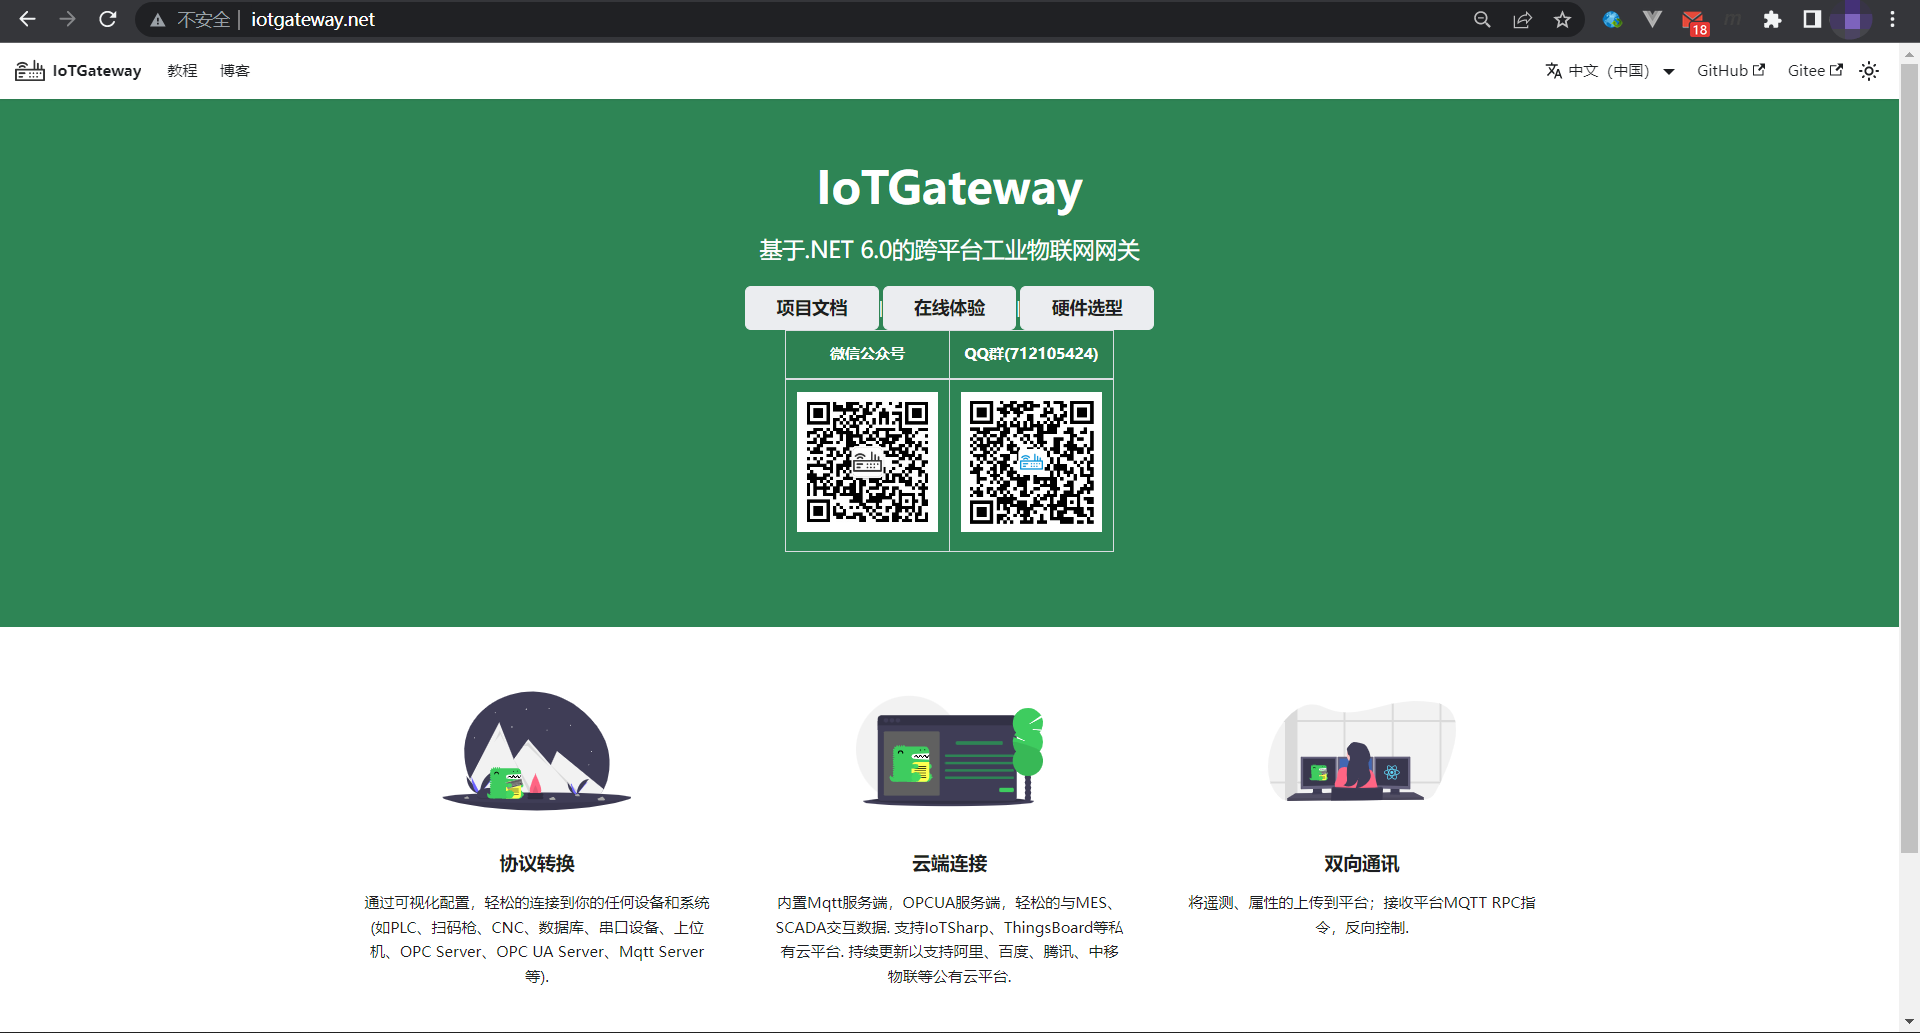 不安全 iotgateway.net
18
IoTGateway 教程 博客 中文（中国） GitHub Gitee
IoTGateway
基于.NET 6.0的跨平台工业物联网网关
项目文档 | 在线体验 | 硬件选型
微信公众号 QQ群(712105424)
协议转换
通过可视化配置，轻松的连接到你的任何设备和系统
(如PLC、扫码枪、CNC、数据库、串口设备、上位
机、OPC Server、OPC UA Server、Mqtt Server
等).
云端连接
内置Mqtt服务端，OPCUA服务端，轻松的与MES、
SCADA交互数据. 支持IoTSharp、ThingsBoard等私
有云平台. 持续更新以支持阿里、百度、腾讯、中移
物联等公有云平台.
双向通讯
将遥测、属性的上传到平台；接收平台MQTT RPC指
令，反向控制.